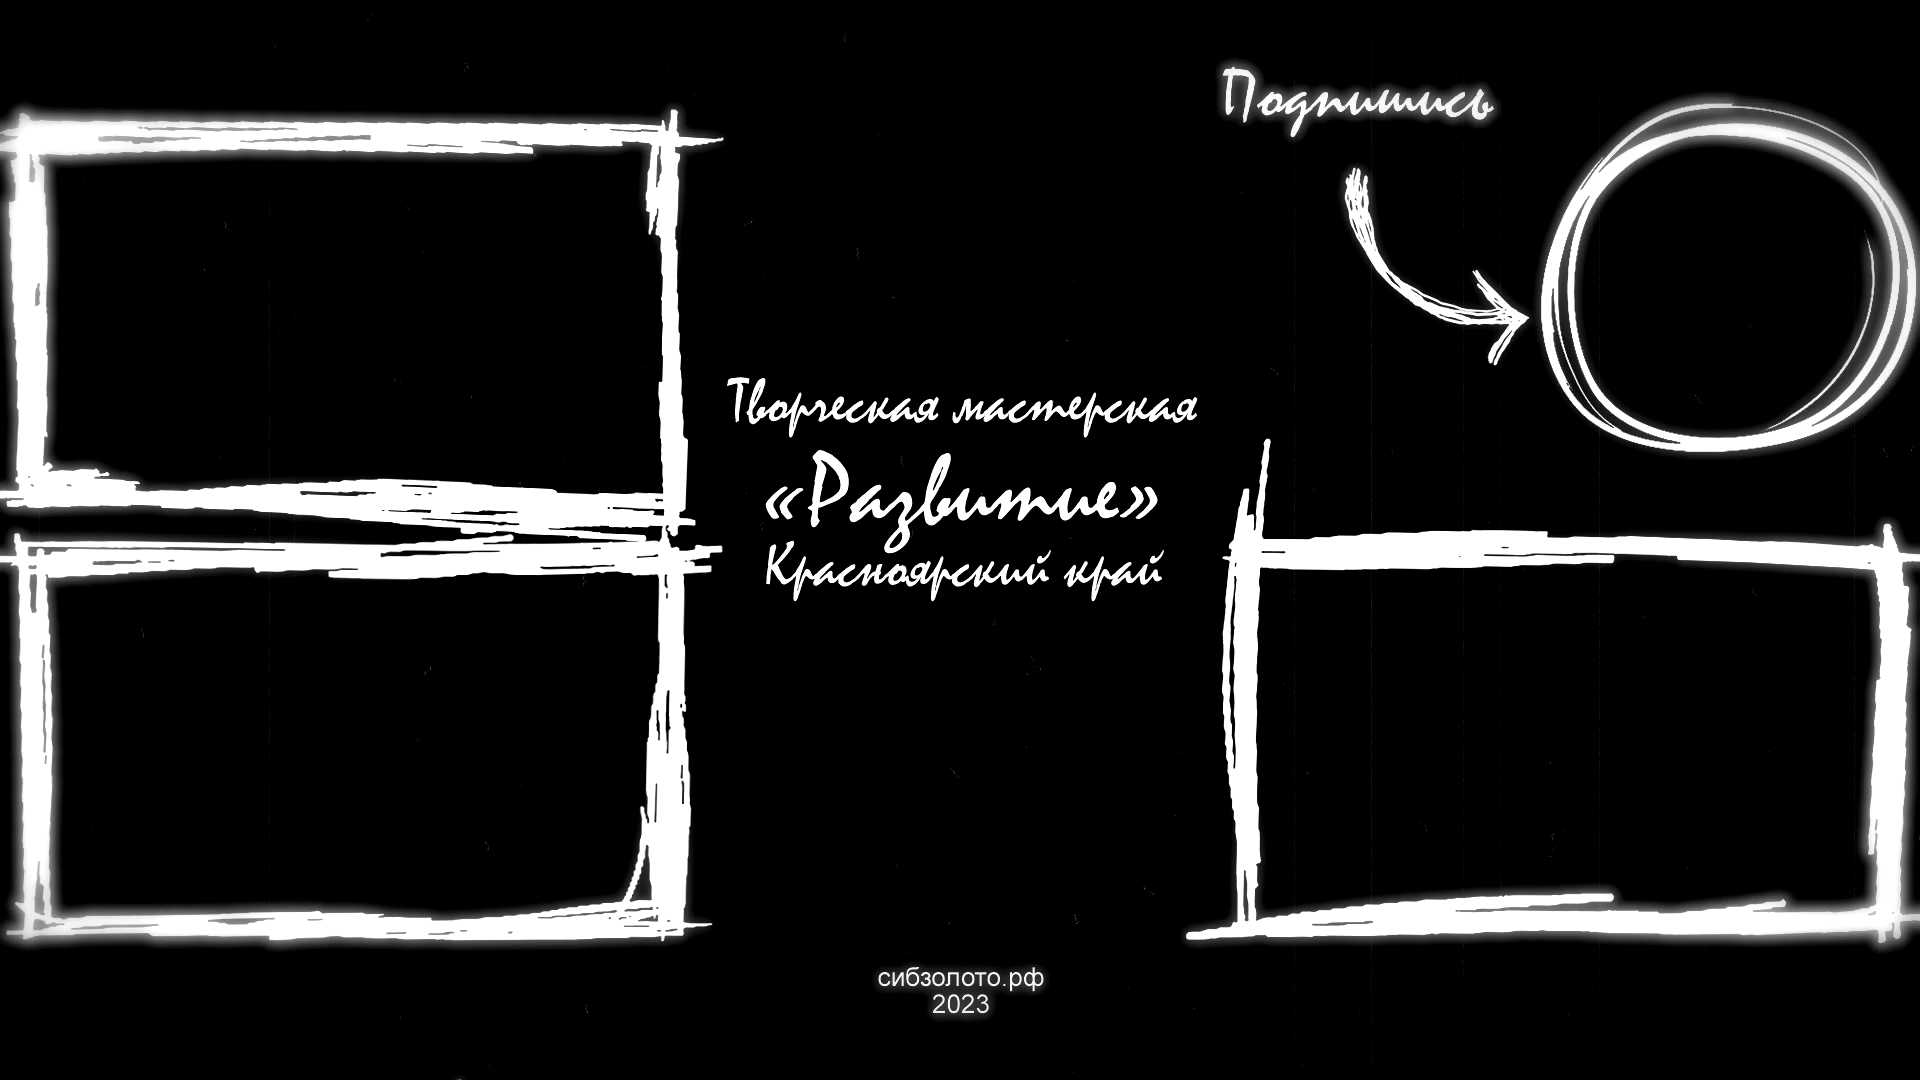 Подпишись
Творческая мастерская
«Развитие»
Красноярский край
сибзолото.рф
2023